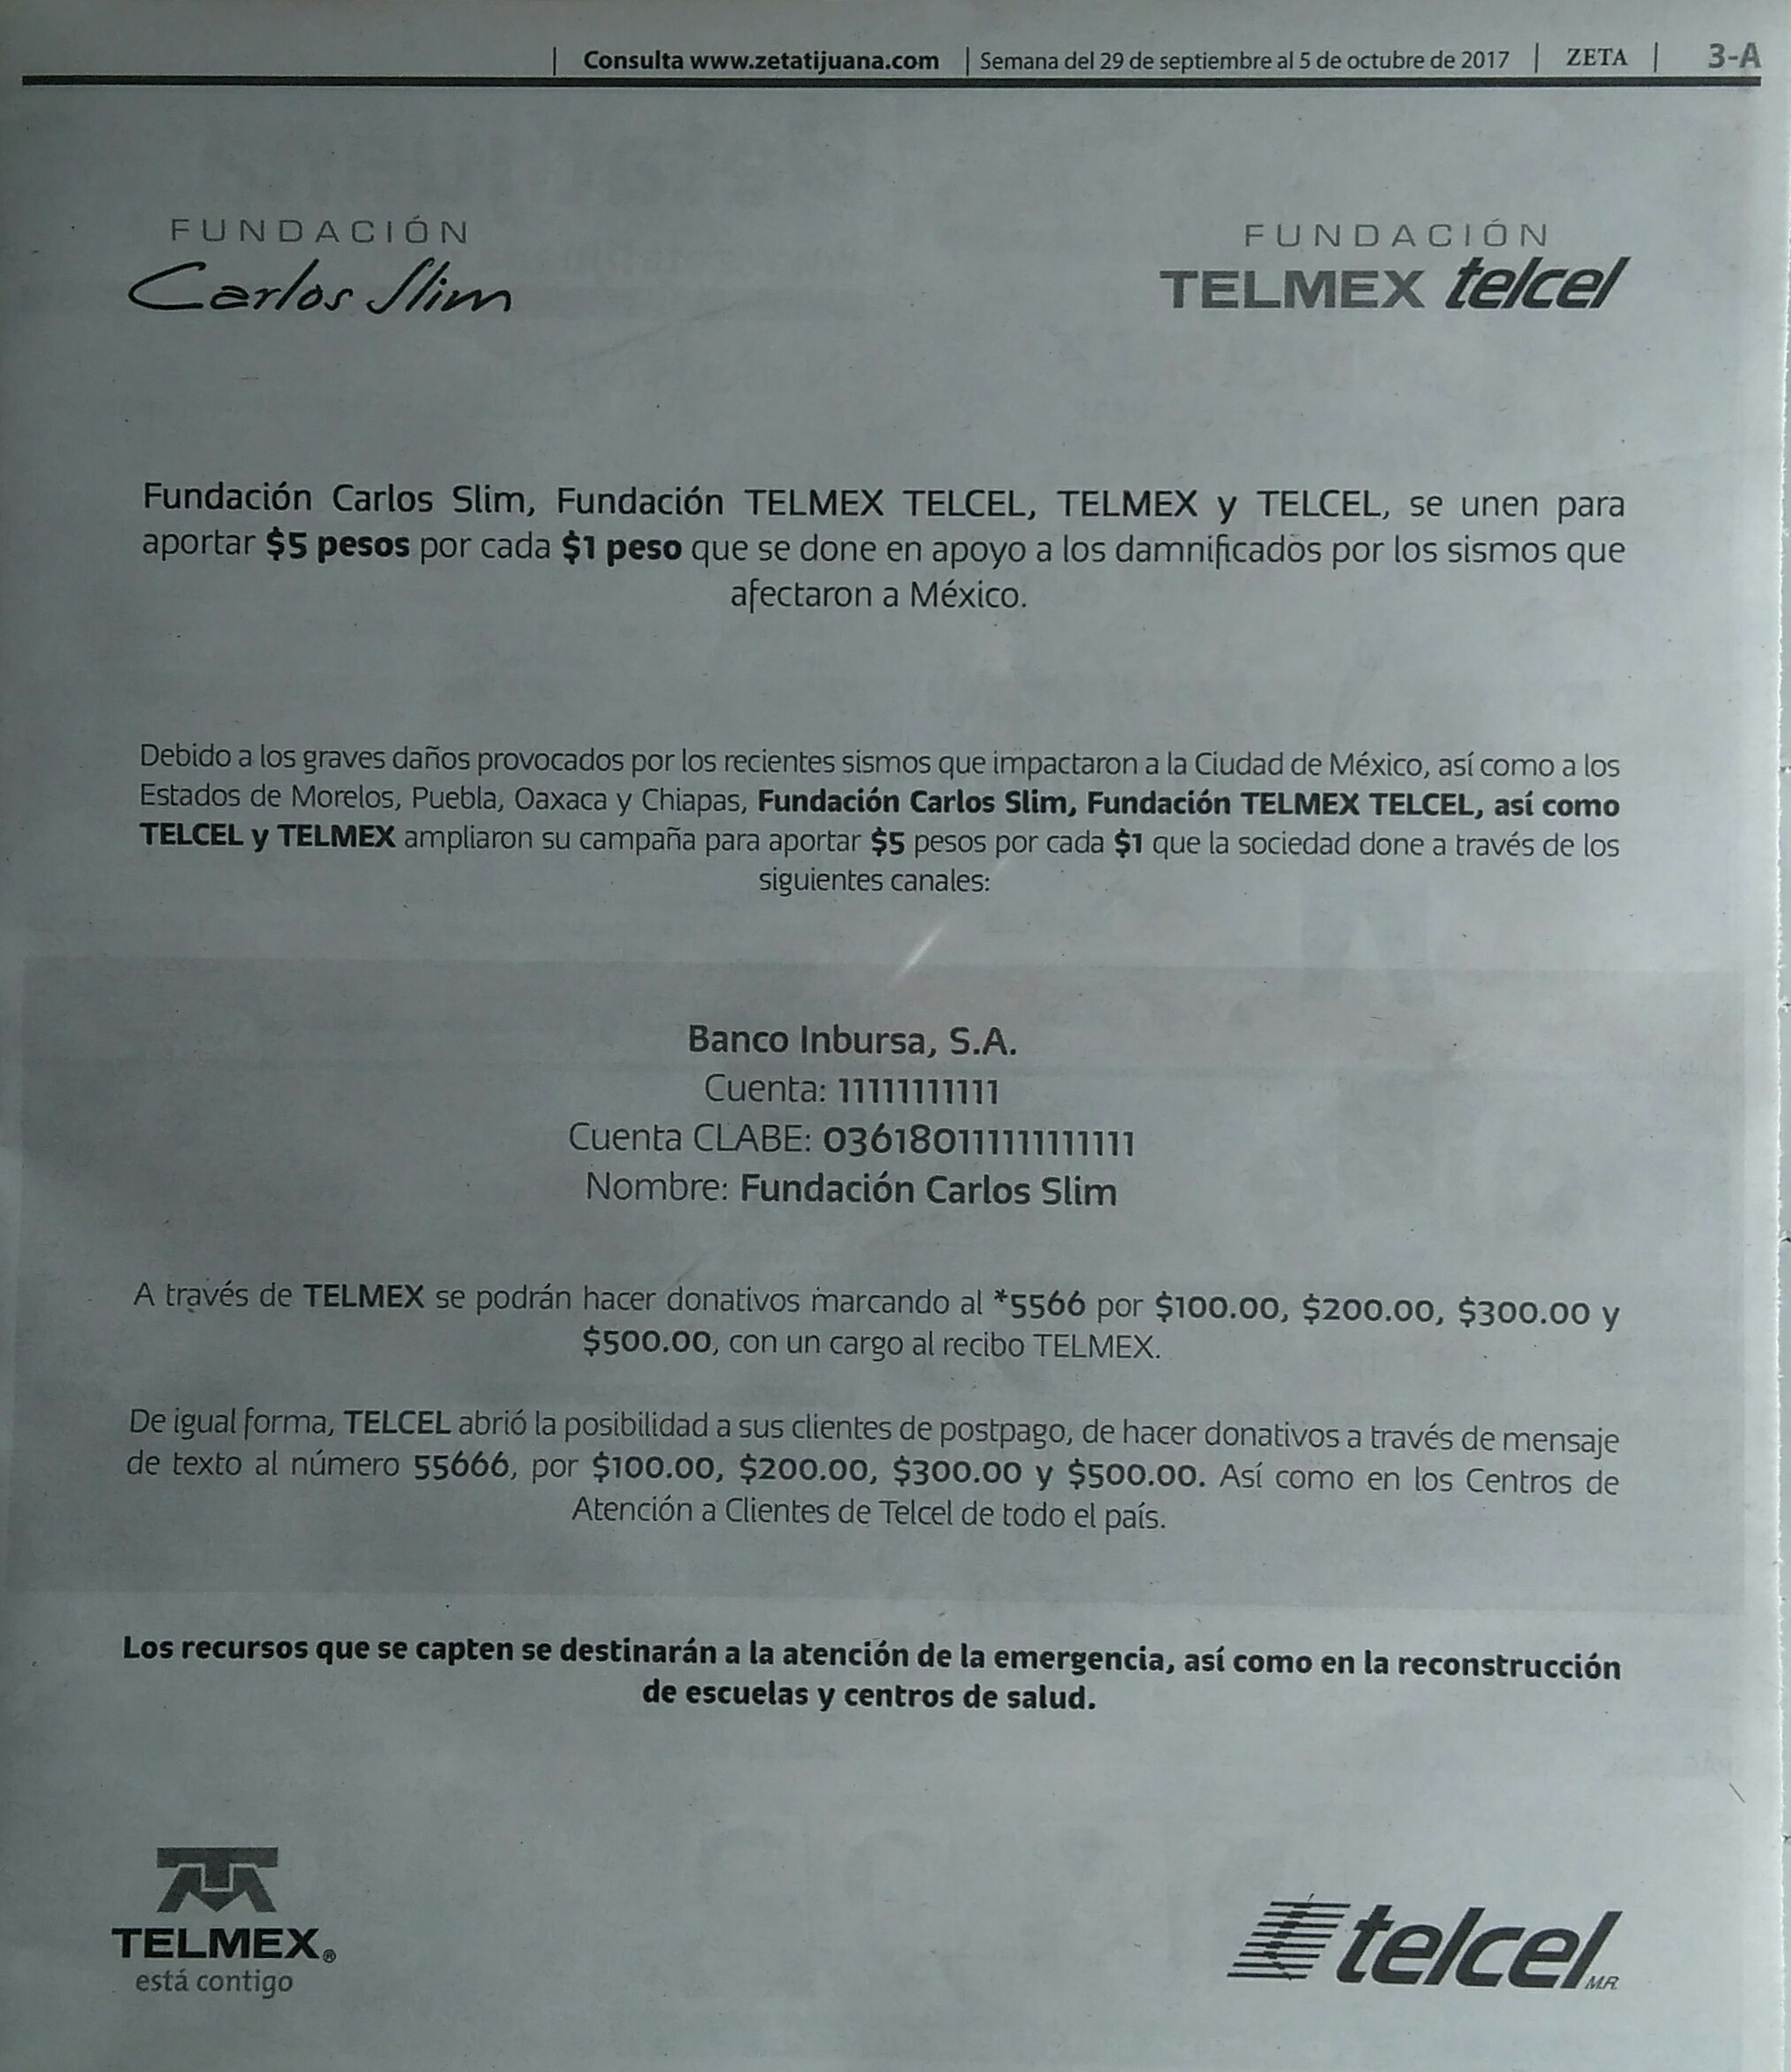 Consulta www.zetatijuana.com | Semana del 29 de septiembre al 5 de octubre de 2017 | ZETA | 3-A
FUNDACIÓN
Carlos Slim
FUNDACIÓN
TELMEX telcel
Fundación Carlos Slim, Fundación TELMEX TELCEL, TELMEX y TELCEL, se unen para
aportar $5 pesos por cada $1 peso que se done en apoyo a los damnificados por los sismos que
afectaron a México.
Debido a los graves daños provocados por los recientes sismos que impactaron a la Ciudad de México, así como a los
Estados de Morelos, Puebla, Oaxaca y Chiapas, Fundación Carlos Slim, Fundación TELMEX TELCEL, así como
TELCEL y TELMEX ampliaron su campaña para aportar $5 pesos por cada $1 que la sociedad done a través de los
siguientes canales:
Banco Inbursa, S.A.
Cuenta: 11111111111
Cuenta CLABE: 036180111111111111
Nombre: Fundación Carlos Slim
A través de TELMEX se podrán hacer donativos marcando al *5566 por $100.00, $200.00, $300.00 y
$500.00, con un cargo al recibo TELMEX.
De igual forma, TELCEL abrió la posibilidad a sus clientes de postpago, de hacer donativos a través de mensaje
de texto al número 55666, por $100.00, $200.00, $300.00 y $500.00. Así como en los Centros de
Atención a Clientes de Telcel de todo el país.
Los recursos que se capten se destinarán a la atención de la emergencia, así como en la reconstrucción
de escuelas y centros de salud.
TELMEX®
está contigo
telcel M.R.